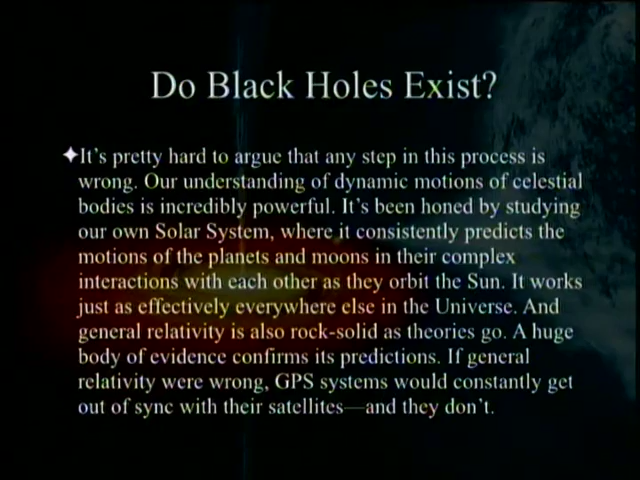 Do Black Holes Exist?
✦It's pretty hard to argue that any step in this process is
wrong. Our understanding of dynamic motions of celestial
bodies is incredibly powerful. It's been honed by studying
our own Solar System, where it consistently predicts the
motions of the planets and moons in their complex
interactions with each other as they orbit the Sun. It works
just as effectively everywhere else in the Universe. And
general relativity is also rock-solid as theories go. A huge
body of evidence confirms its predictions. If general
relativity were wrong, GPS systems would constantly get
out of sync with their satellites—and they don't.